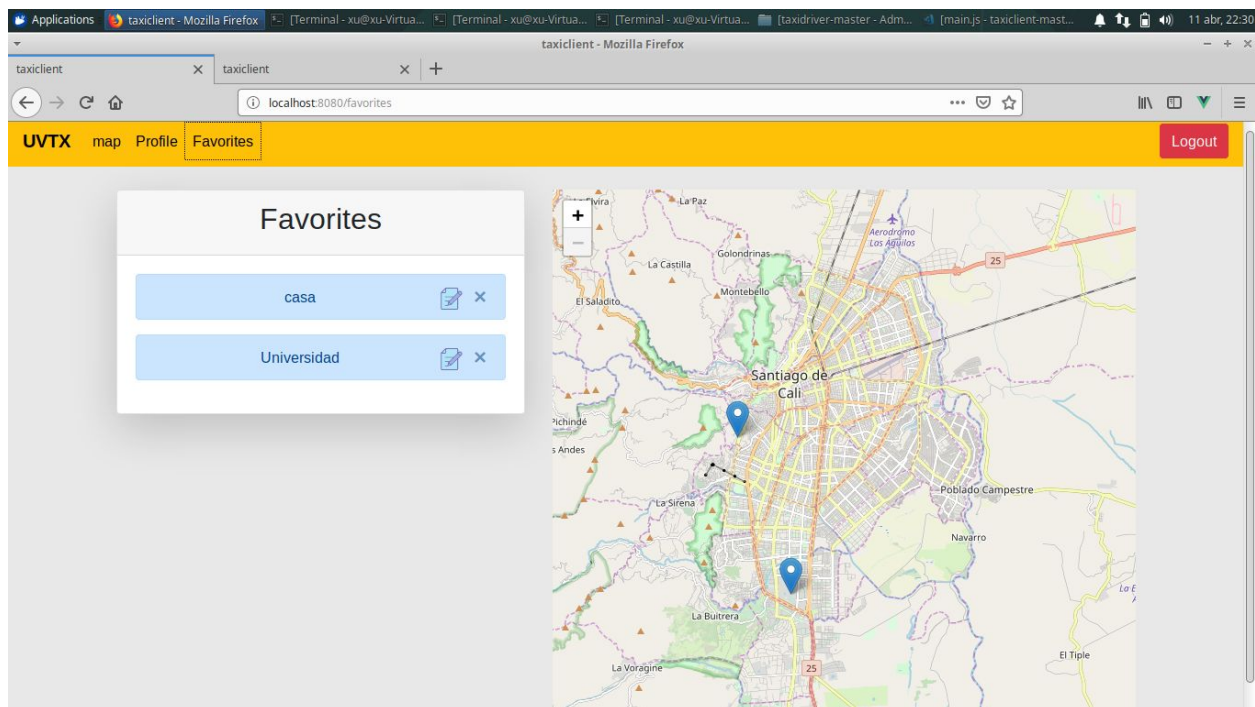 Applications taxiclient - Mozilla Firefox [Terminal - xu@xu-Virtua... [Terminal - xu@xu-Virtua... [Terminal - xu@xu-Virtua... [taxidriver-master - Adm... [main.js - taxiclient-mast... 11 abr, 22:30
taxiclient - Mozilla Firefox
taxiclient taxiclient
localhost:8080/favorites
UVTX map Profile Favorites Logout
Favorites
casa
Universidad
+
−
La Paz
Aerodromo
Las Aguilas
Golondrinas
25
La Castilla
Montebello
El Saladito
Santiago de
Cali
Pichindé
s Andes
Poblado Campestre
La Sirena
Navarro
La Buitrera
El Tiple
La Voragine
25